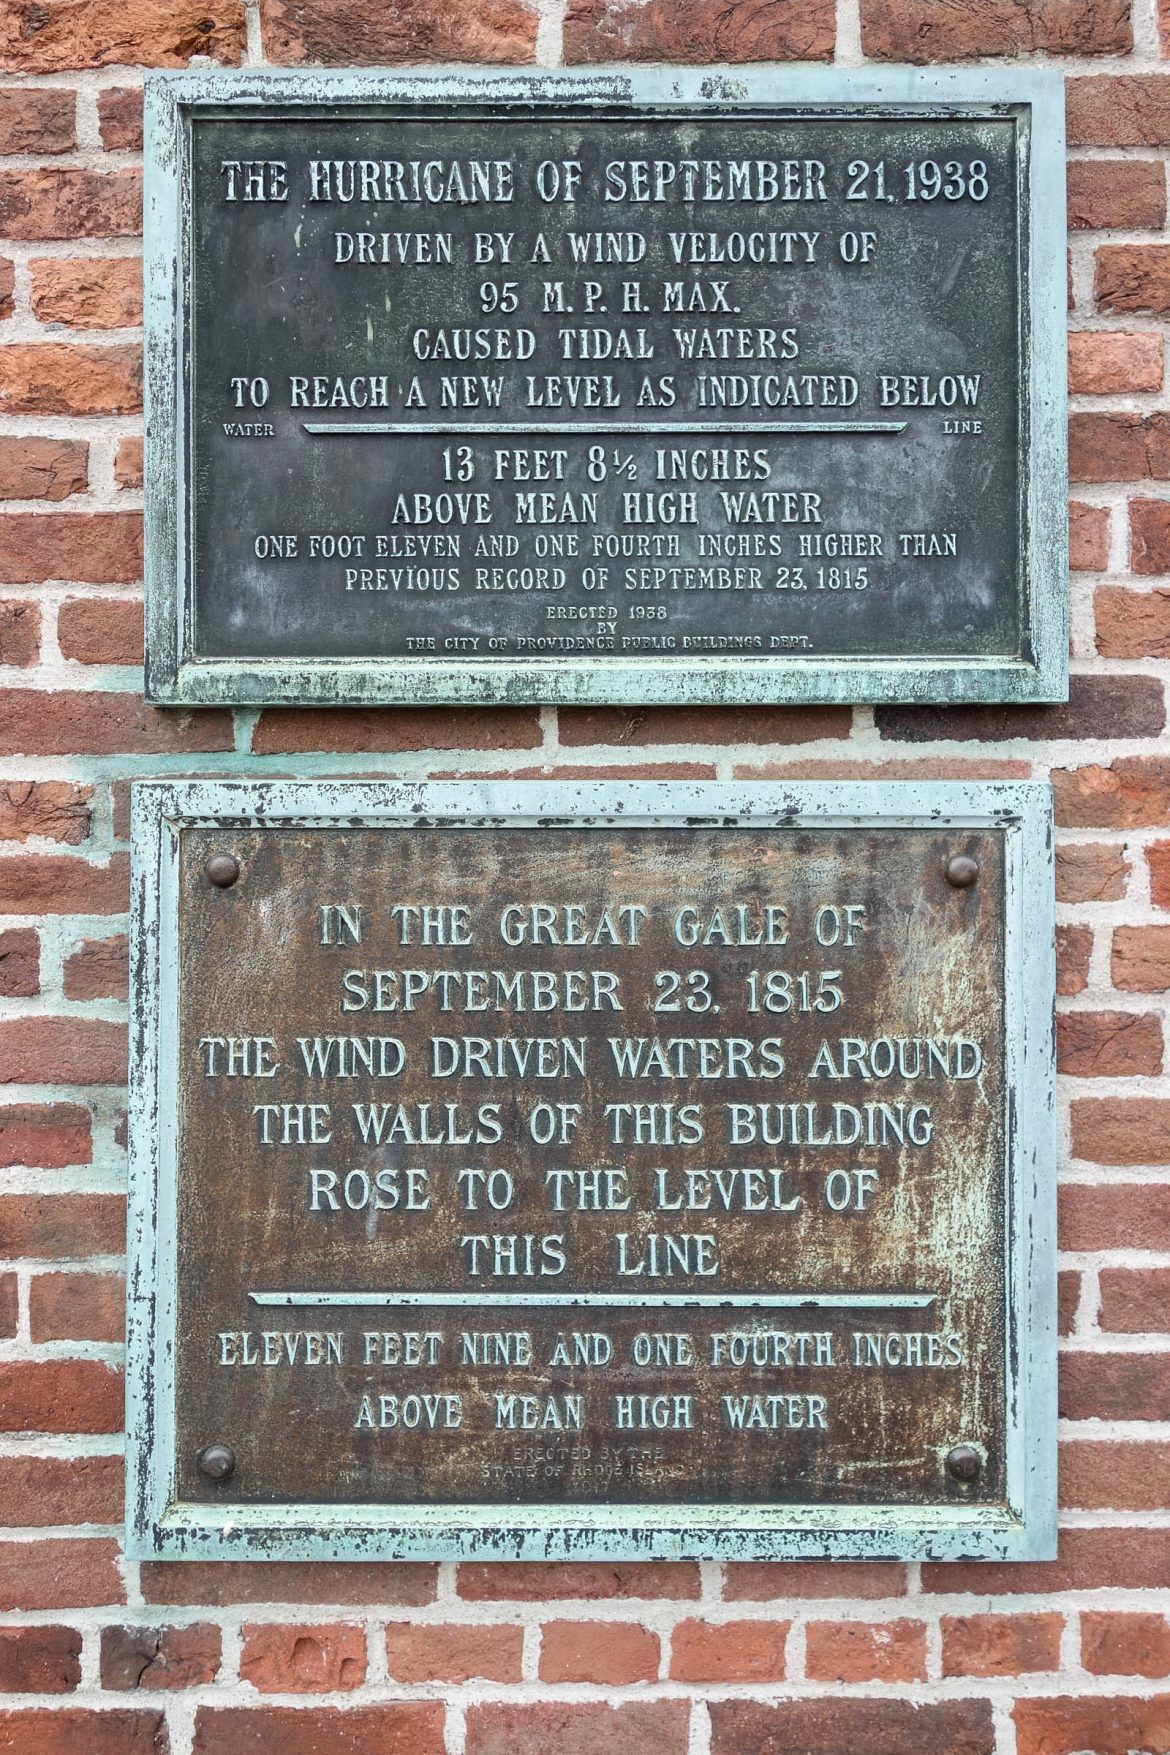 THE HURRICANE OF SEPTEMBER 21, 1938
DRIVEN BY A WIND VELOCITY OF
95 M. P. H. MAX.
CAUSED TIDAL WATERS
TO REACH A NEW LEVEL AS INDICATED BELOW
WATER LINE
13 FEET 8 1/2 INCHES
ABOVE MEAN HIGH WATER
ONE FOOT ELEVEN AND ONE FOURTH INCHES HIGHER THAN
PREVIOUS RECORD OF SEPTEMBER 23, 1815
ERECTED 1938
BY
THE CITY OF PROVIDENCE PUBLIC BUILDINGS DEPT.
IN THE GREAT GALE OF
SEPTEMBER 23, 1815
THE WIND DRIVEN WATERS AROUND
THE WALLS OF THIS BUILDING
ROSE TO THE LEVEL OF
THIS LINE
ELEVEN FEET NINE AND ONE FOURTH INCHES
ABOVE MEAN HIGH WATER
ERECTED BY THE
STATE OF RHODE ISLAND
1917